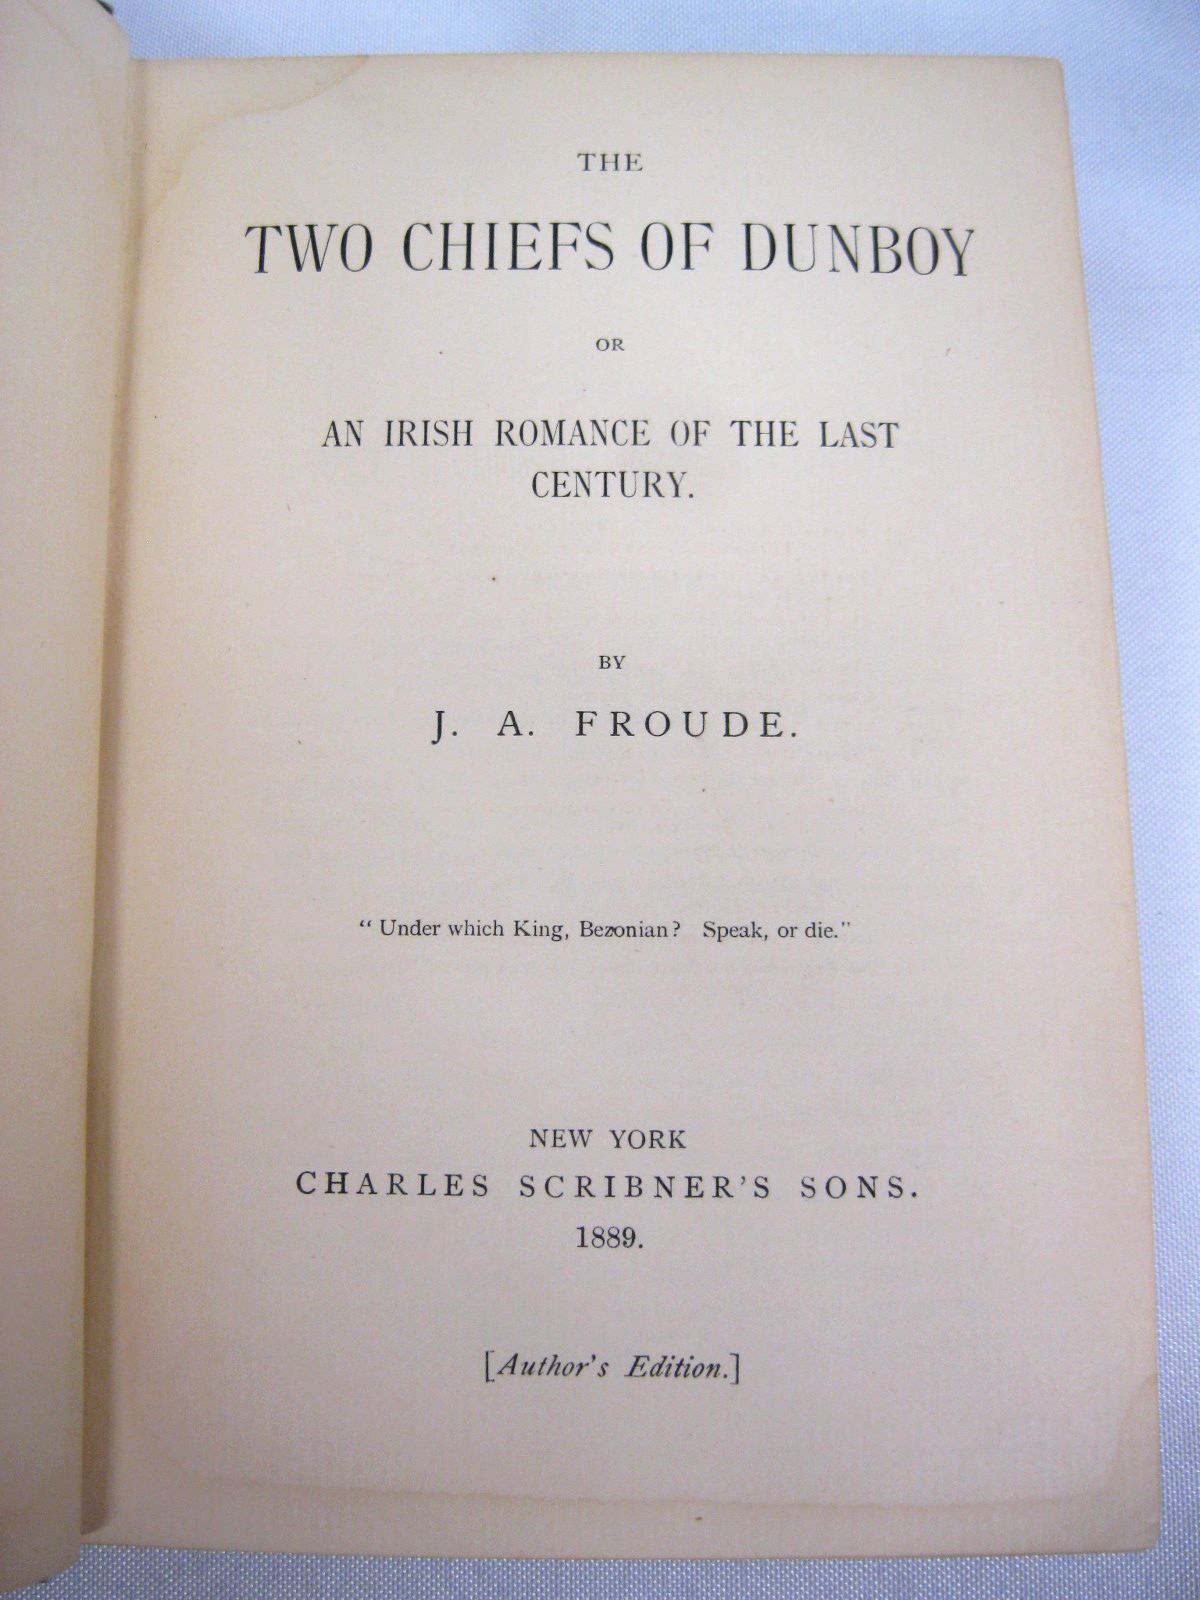 THE
TWO CHIEFS OF DUNBOY
OR
AN IRISH ROMANCE OF THE LAST
CENTURY.
BY
J. A. FROUDE.
“Under which King, Bezonian? Speak, or die.”
NEW YORK
CHARLES SCRIBNER'S SONS.
1889.
[Author's Edition.]